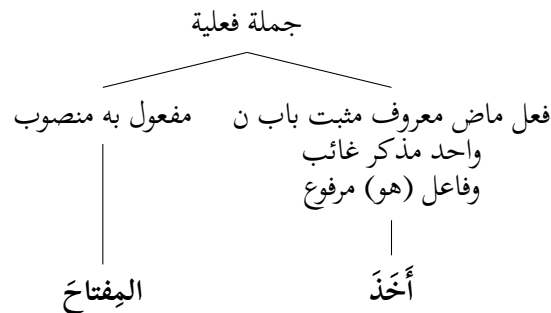 جملة فعلية
فعل ماض معروف مثبت باب ن
واحد مذكر غائب
وفاعل (هو) مرفوع
مفعول به منصوب
أَخَذَ
المِفتاحَ